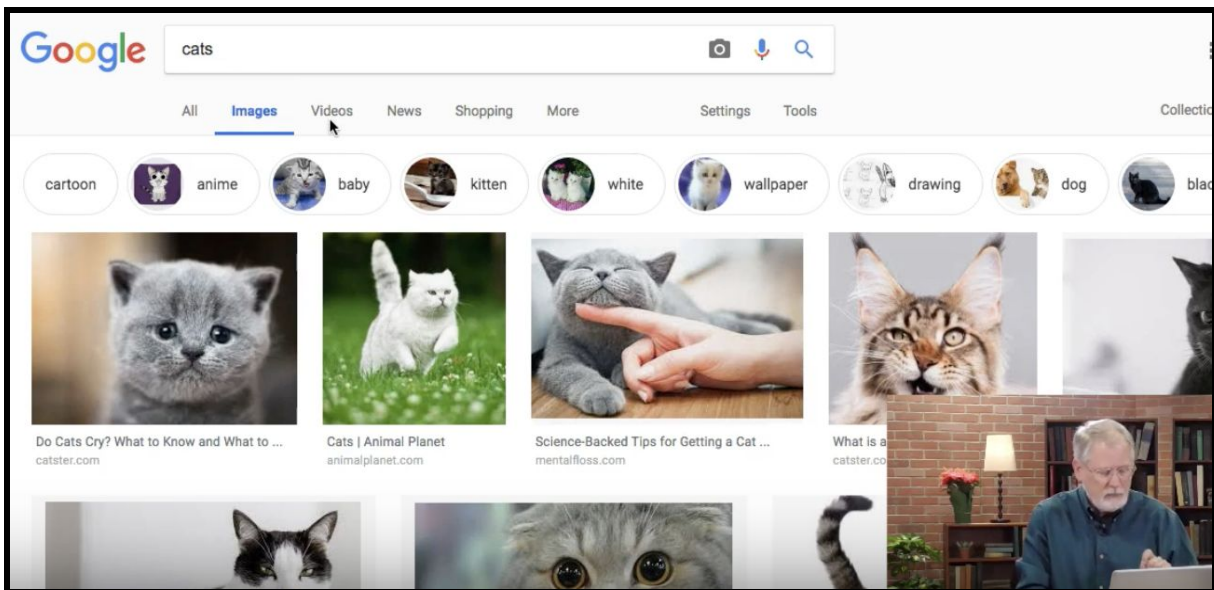 Google cats
All Images Videos News Shopping More Settings Tools
cartoon anime baby kitten white wallpaper drawing dog
Do Cats Cry? What to Know and What to ...
catster.com
Cats | Animal Planet
animalplanet.com
Science-Backed Tips for Getting a Cat ...
mentalfloss.com
What is a